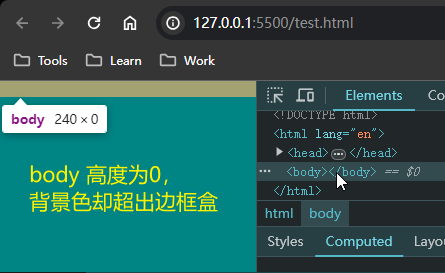 127.0.0.1:5500/test.html
Tools Learn Work
Elements Co
<!DOCTYPE html>
<html lang="en">
<head> </head>
<body></body> == $0
</html>
html body
Styles Computed Layou
body 240 × 0
body 高度为0，
背景色却超出边框盒